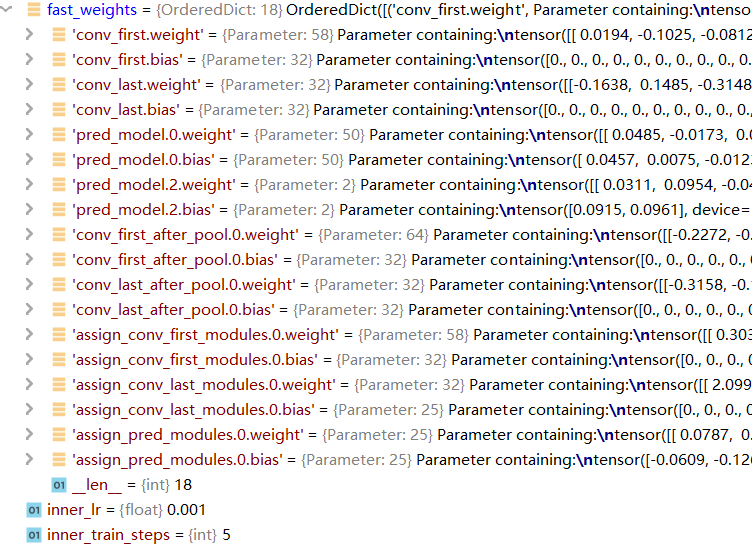 fast_weights = {OrderedDict: 18} OrderedDict([('conv_first.weight', Parameter containing:\ntenso
'conv_first.weight' = {Parameter: 58} Parameter containing:\ntensor([[ 0.0194, -0.1025, -0.0812
'conv_first.bias' = {Parameter: 32} Parameter containing:\ntensor([0., 0., 0., 0., 0., 0., 0., 0., 0.,
'conv_last.weight' = {Parameter: 32} Parameter containing:\ntensor([[-0.1638,  0.1485, -0.3148
'conv_last.bias' = {Parameter: 32} Parameter containing:\ntensor([0., 0., 0., 0., 0., 0., 0., 0., 0., 0.,
'pred_model.0.weight' = {Parameter: 50} Parameter containing:\ntensor([[ 0.0485, -0.0173,  0.0
'pred_model.0.bias' = {Parameter: 50} Parameter containing:\ntensor([ 0.0457,  0.0075, -0.012
'pred_model.2.weight' = {Parameter: 2} Parameter containing:\ntensor([[ 0.0311,  0.0954, -0.04
'pred_model.2.bias' = {Parameter: 2} Parameter containing:\ntensor([0.0915, 0.0961], device=
'conv_first_after_pool.0.weight' = {Parameter: 64} Parameter containing:\ntensor([[-0.2272, -0.
'conv_first_after_pool.0.bias' = {Parameter: 32} Parameter containing:\ntensor([0., 0., 0., 0., 0., 0
'conv_last_after_pool.0.weight' = {Parameter: 32} Parameter containing:\ntensor([[-0.3158, -0.1
'conv_last_after_pool.0.bias' = {Parameter: 32} Parameter containing:\ntensor([0., 0., 0., 0., 0., 0
'assign_conv_first_modules.0.weight' = {Parameter: 58} Parameter containing:\ntensor([[ 0.303
'assign_conv_first_modules.0.bias' = {Parameter: 32} Parameter containing:\ntensor([0., 0., 0., 0
'assign_conv_last_modules.0.weight' = {Parameter: 32} Parameter containing:\ntensor([[ 2.099
'assign_conv_last_modules.0.bias' = {Parameter: 25} Parameter containing:\ntensor([0., 0., 0., 0
'assign_pred_modules.0.weight' = {Parameter: 25} Parameter containing:\ntensor([[ 0.0787,  0.
'assign_pred_modules.0.bias' = {Parameter: 25} Parameter containing:\ntensor([-0.0609, -0.126
01 __len__ = {int} 18
01 inner_lr = {float} 0.001
01 inner_train_steps = {int} 5